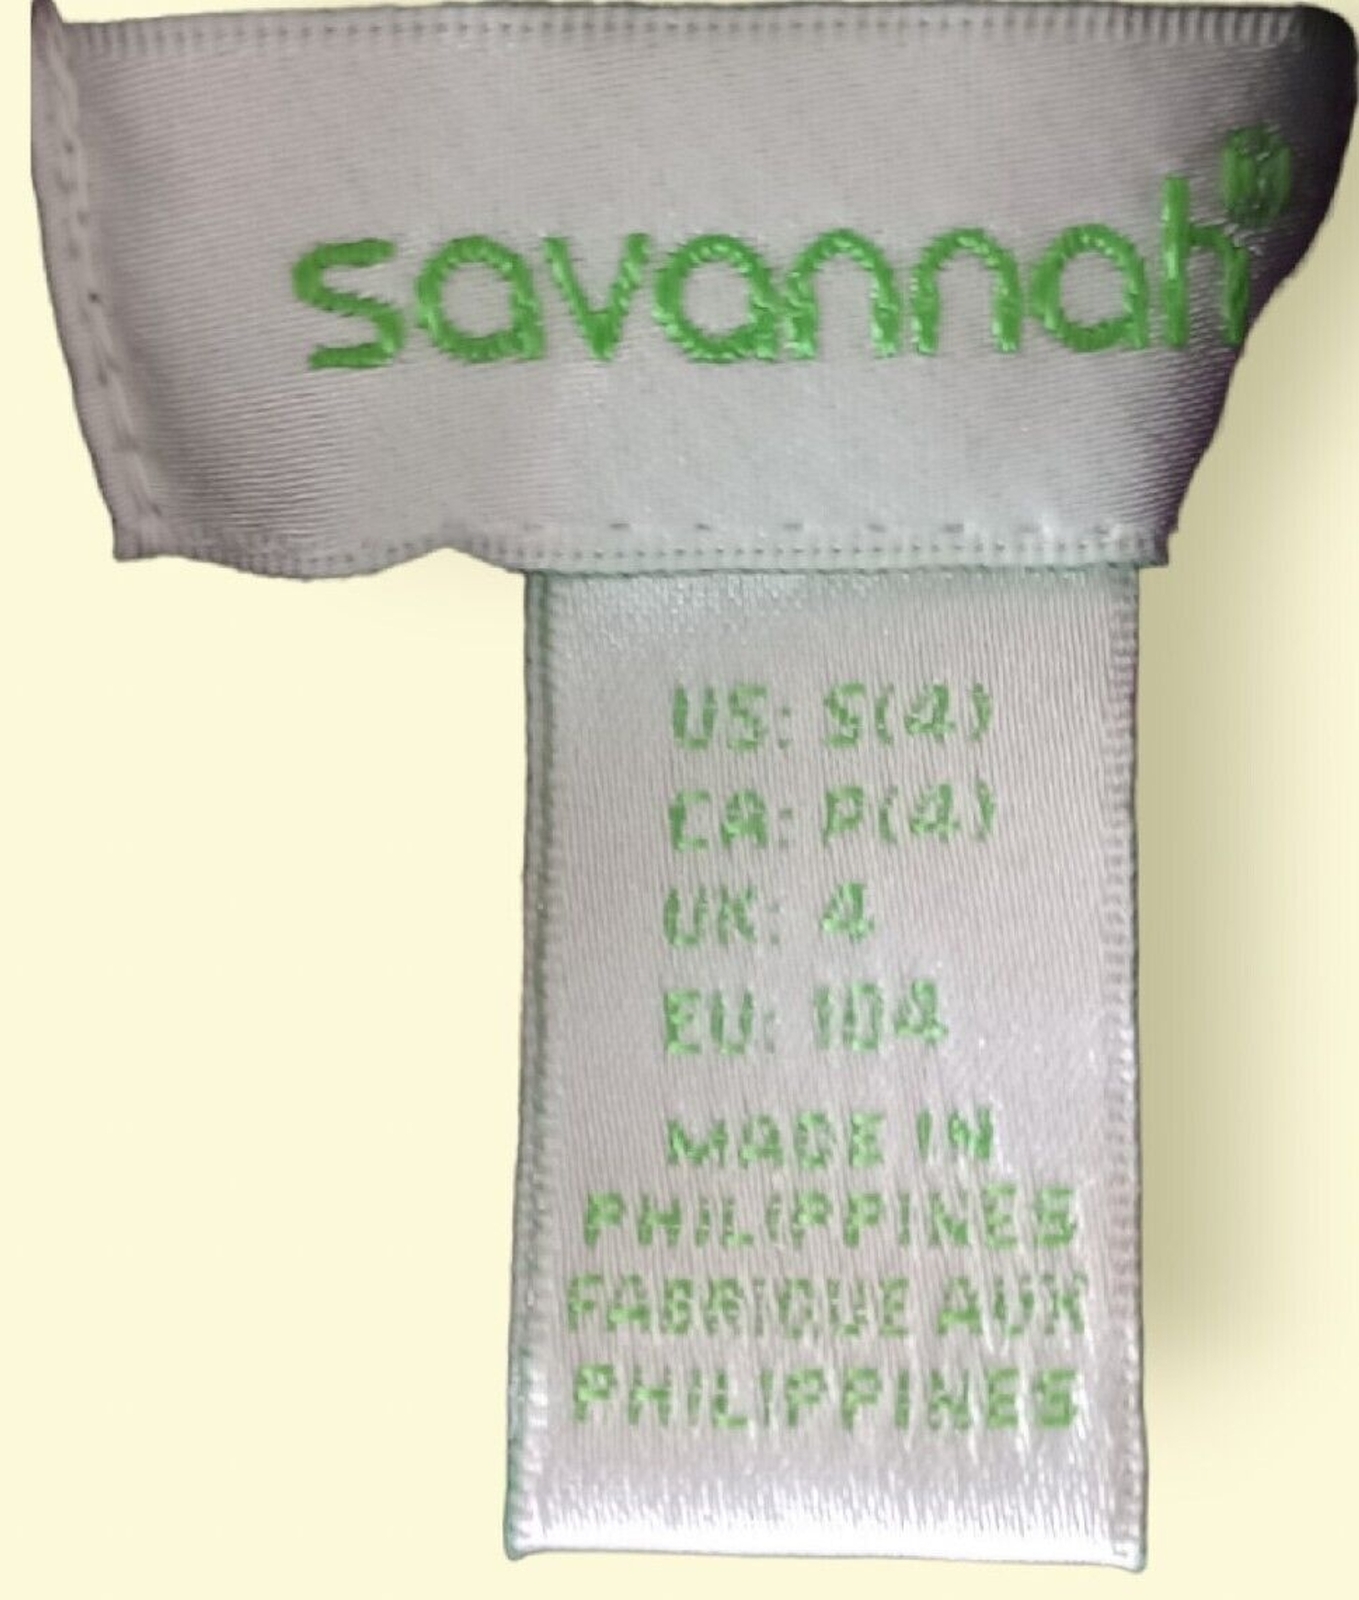 savannah®
US: S(4)
CA: P(4)
UK: 4
EU: 104
MADE IN
PHILIPPINES
FABRIQUE AUX
PHILIPPINES